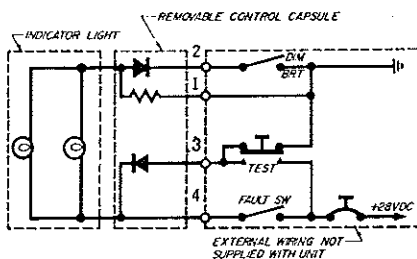 REMOVABLE CONTROL CAPSULE
INDICATOR LIGHT
2
DIM
BRT
1
3
TEST
4
FAULT SW
+28VDC
EXTERNAL WIRING NOT
SUPPLIED WITH UNIT